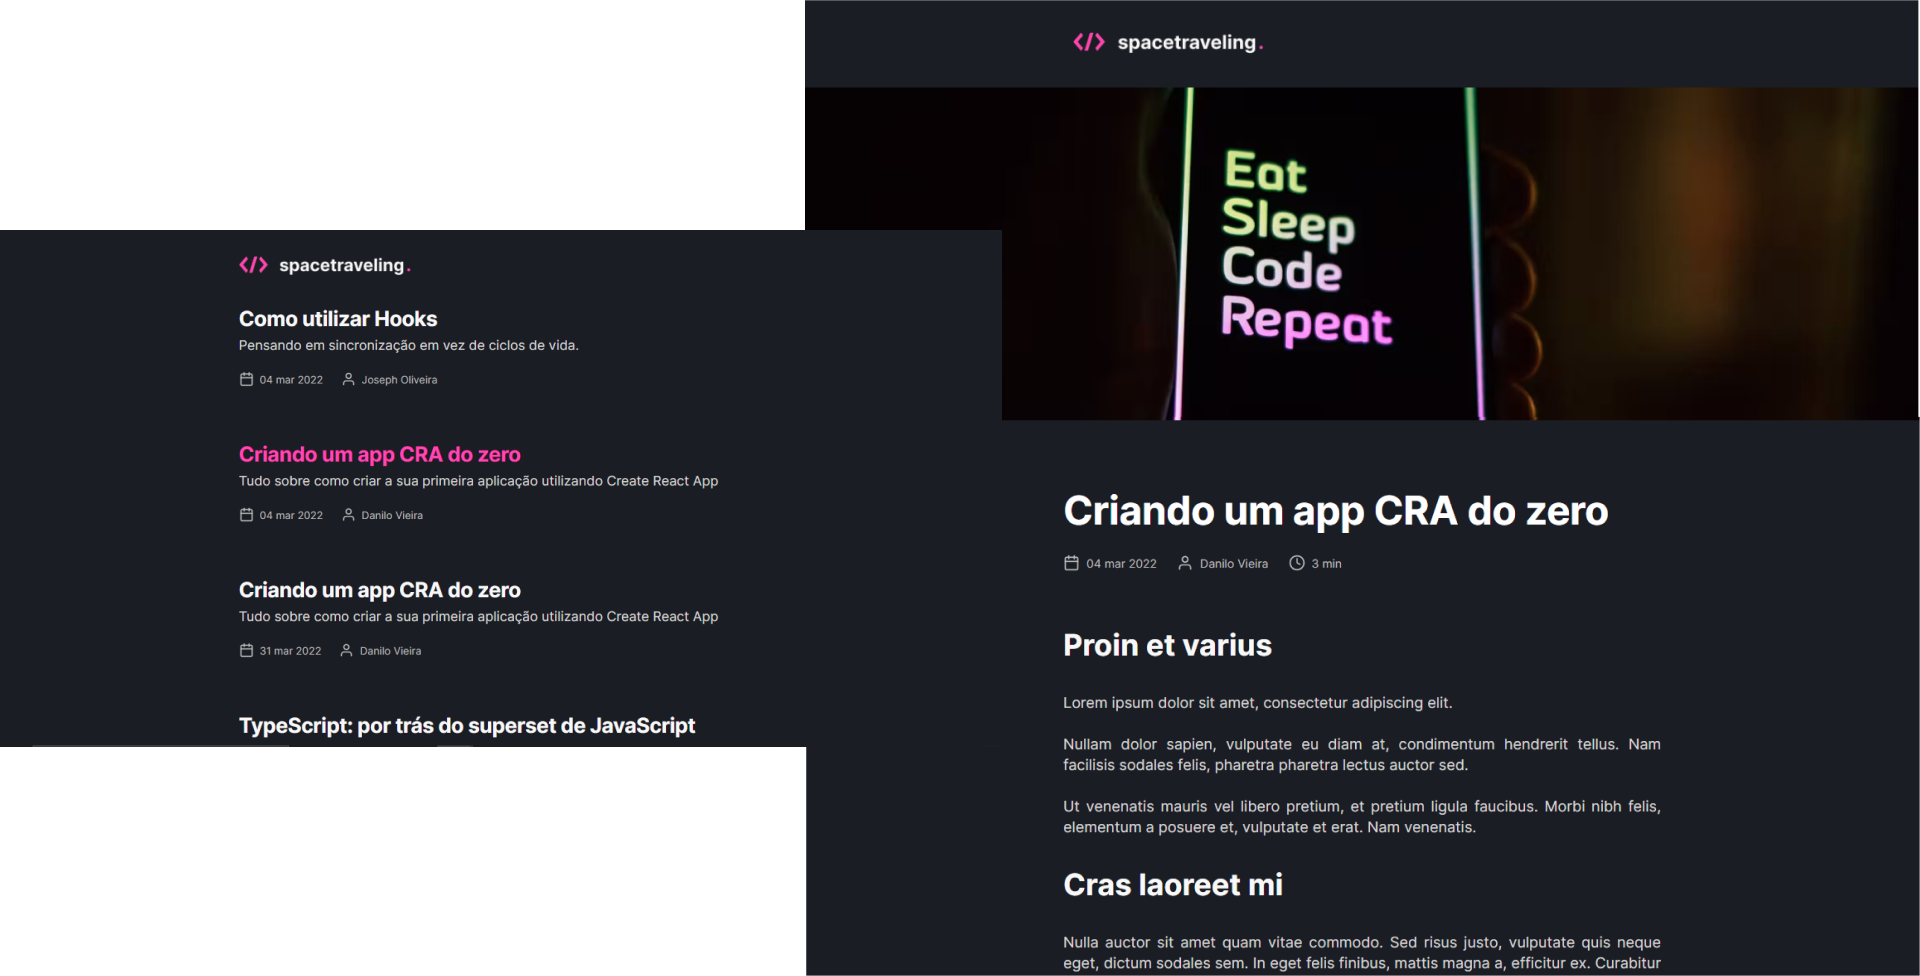 </> spacetraveling.
Como utilizar Hooks
Pensando em sincronização em vez de ciclos de vida.
04 mar 2022 Joseph Oliveira
Criando um app CRA do zero
Tudo sobre como criar a sua primeira aplicação utilizando Create React App
04 mar 2022 Danilo Vieira
Criando um app CRA do zero
Tudo sobre como criar a sua primeira aplicação utilizando Create React App
31 mar 2022 Danilo Vieira
TypeScript: por trás do superset de JavaScript
</> spacetraveling.
Eat
Sleep
Code
Repeat
Criando um app CRA do zero
04 mar 2022 Danilo Vieira 3 min
Proin et varius
Lorem ipsum dolor sit amet, consectetur adipiscing elit.
Nullam dolor sapien, vulputate eu diam at, condimentum hendrerit tellus. Nam
facilisis sodales felis, pharetra pharetra lectus auctor sed.
Ut venenatis mauris vel libero pretium, et pretium ligula faucibus. Morbi nibh felis,
elementum a posuere et, vulputate et erat. Nam venenatis.
Cras laoreet mi
Nulla auctor sit amet quam vitae commodo. Sed risus justo, vulputate quis neque
eget, dictum sodales sem. In eget felis finibus, mattis magna a, efficitur ex. Curabitur